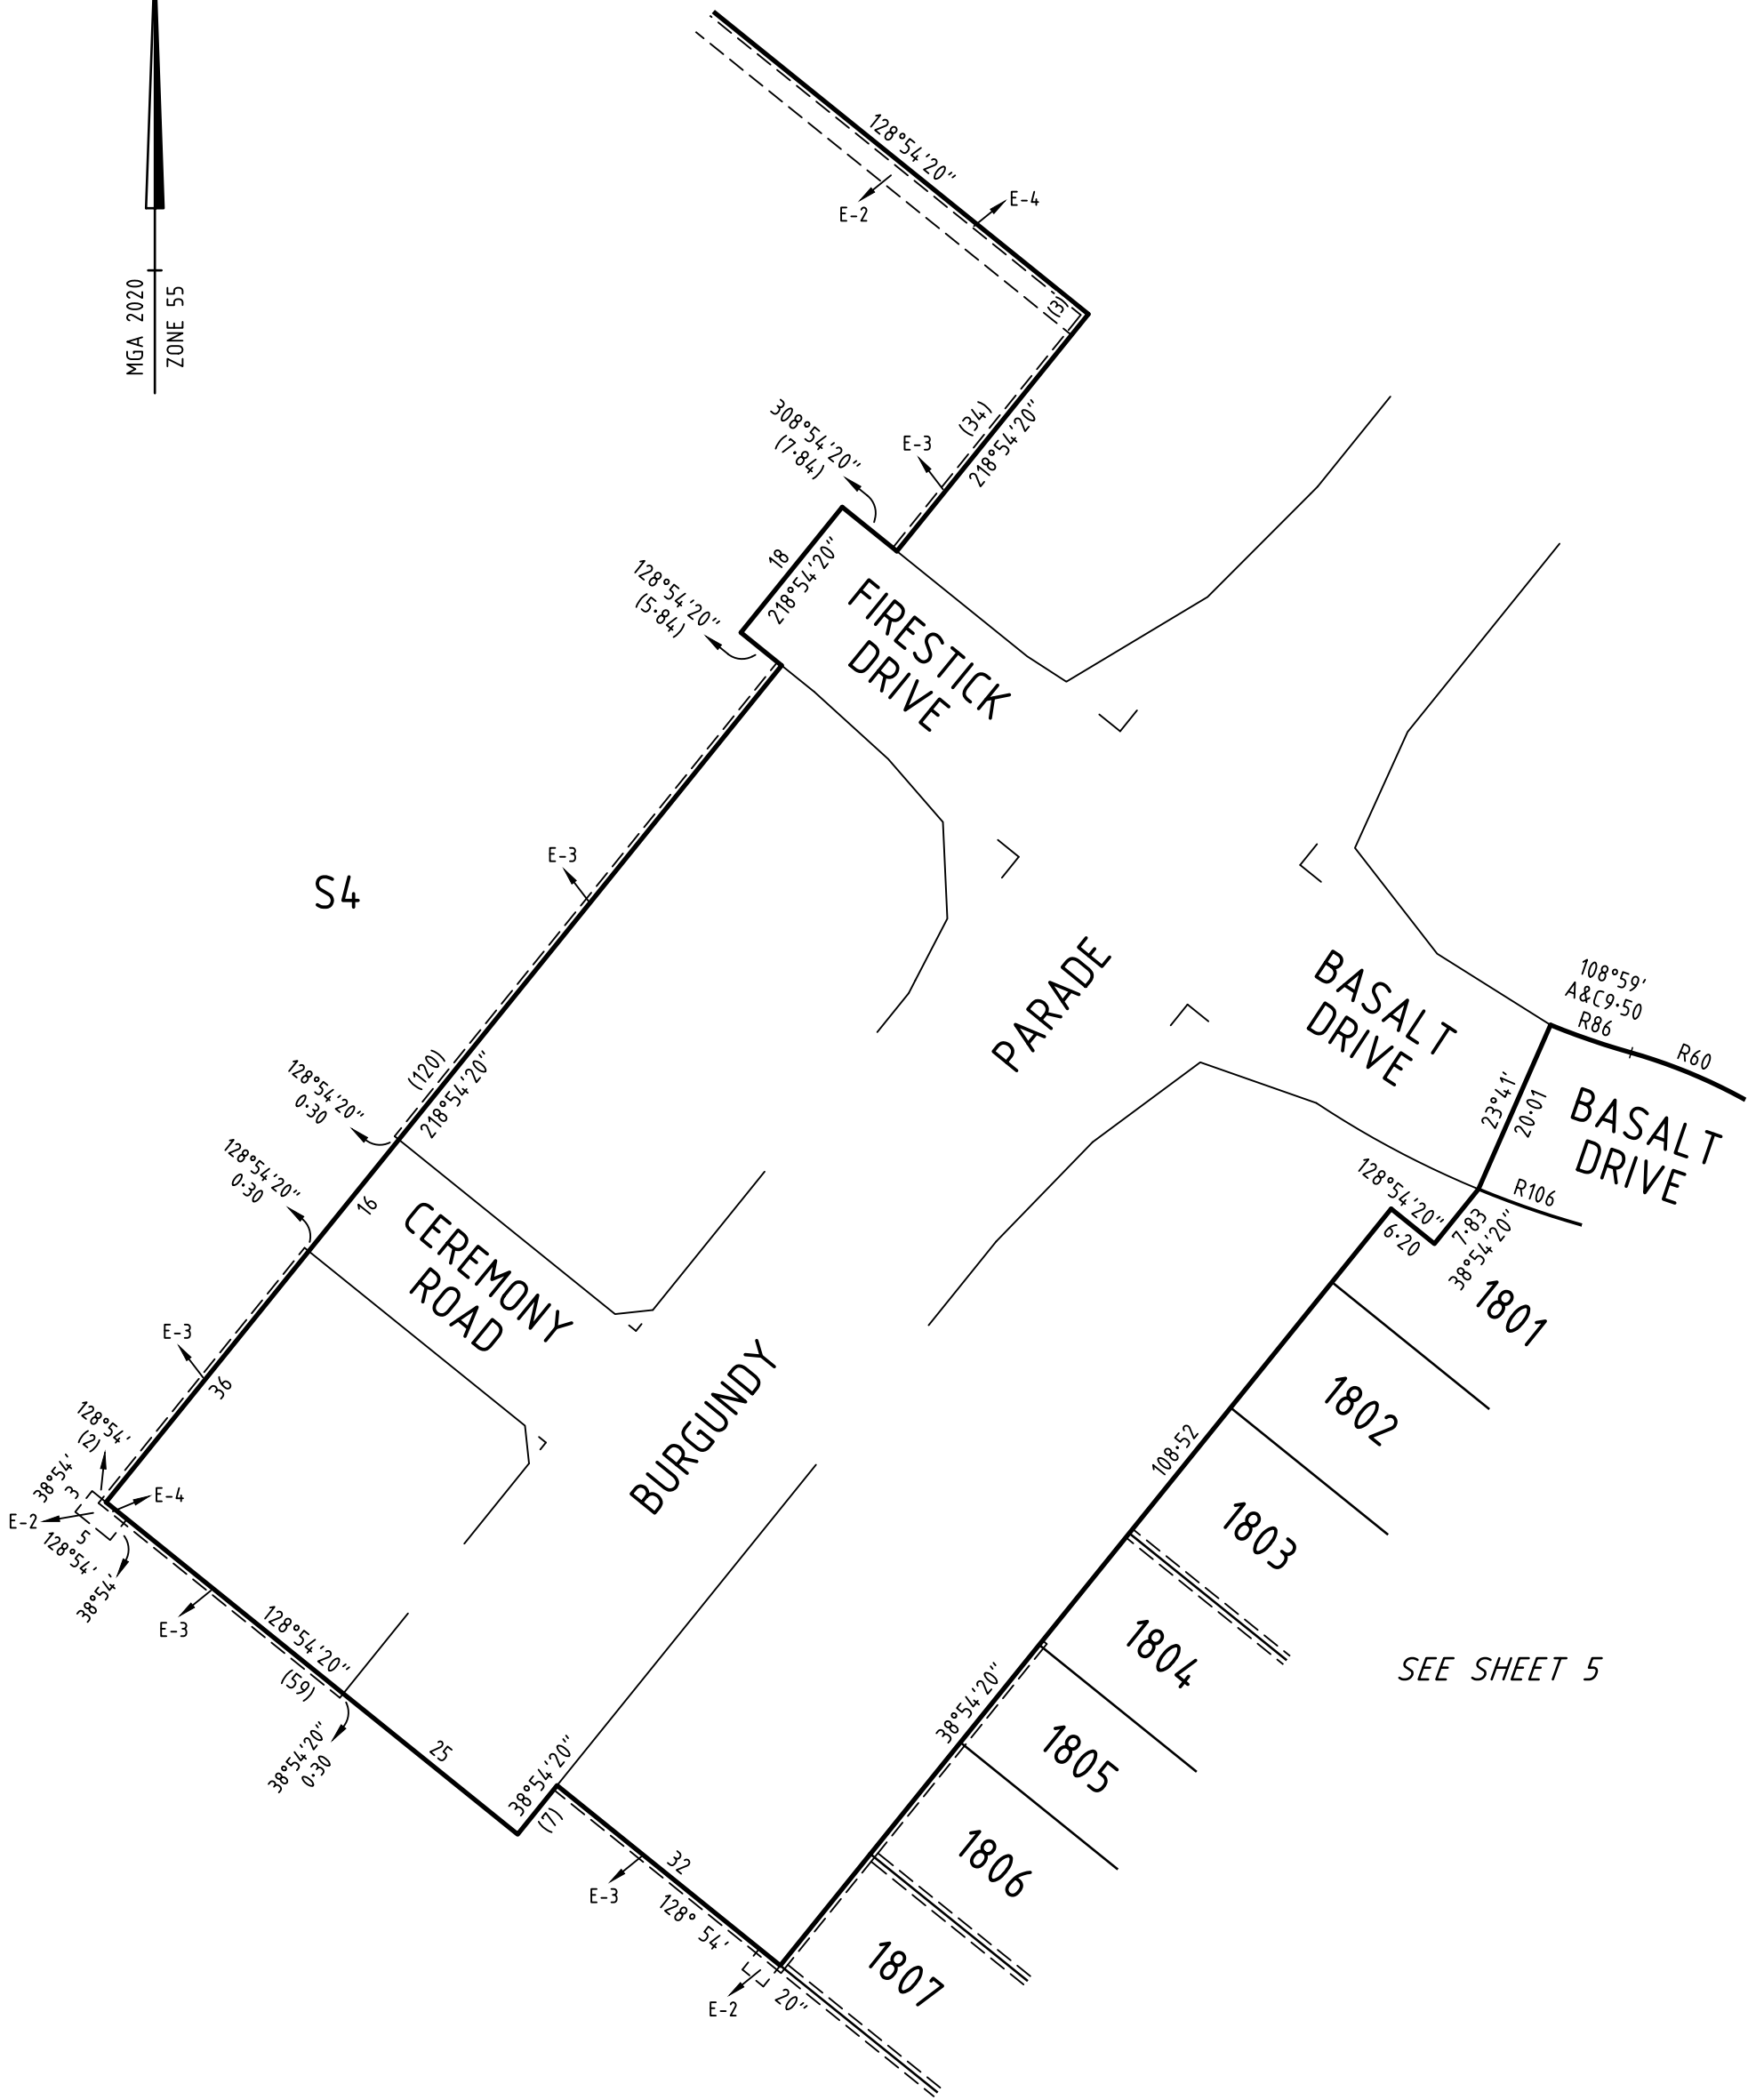 MGA 2020
ZONE 55
128°54'20"
E-2
E-4
(3)
(34)
218°54'20"
308°54'20"
(7·84)
E-3
18
218°54'20"
128°54'20"
(5·84)
FIRESTICK
DRIVE
E-3
S4
PARADE
BASALT
DRIVE
108°59'
A&C9·50
R86
R60
BASALT
DRIVE
23°41'
20·01
R106
128°54'20"
6·20
7·83
38°54'20"
(120)
218°54'20"
128°54'20"
0·30
128°54'20"
0·30
16
CEREMONY
ROAD
E-3
36
128°54'
(2)
38°54'
3
E-4
E-2
5
128°54'
38°54'
E-3
128°54'20"
(59)
38°54'20"
0·30
25
38°54'20"
(7)
32
E-3
128° 54'
20"
E-2
BURGUNDY
108·52
38°54'20"
1801
1802
1803
1804
1805
1806
1807
SEE SHEET 5